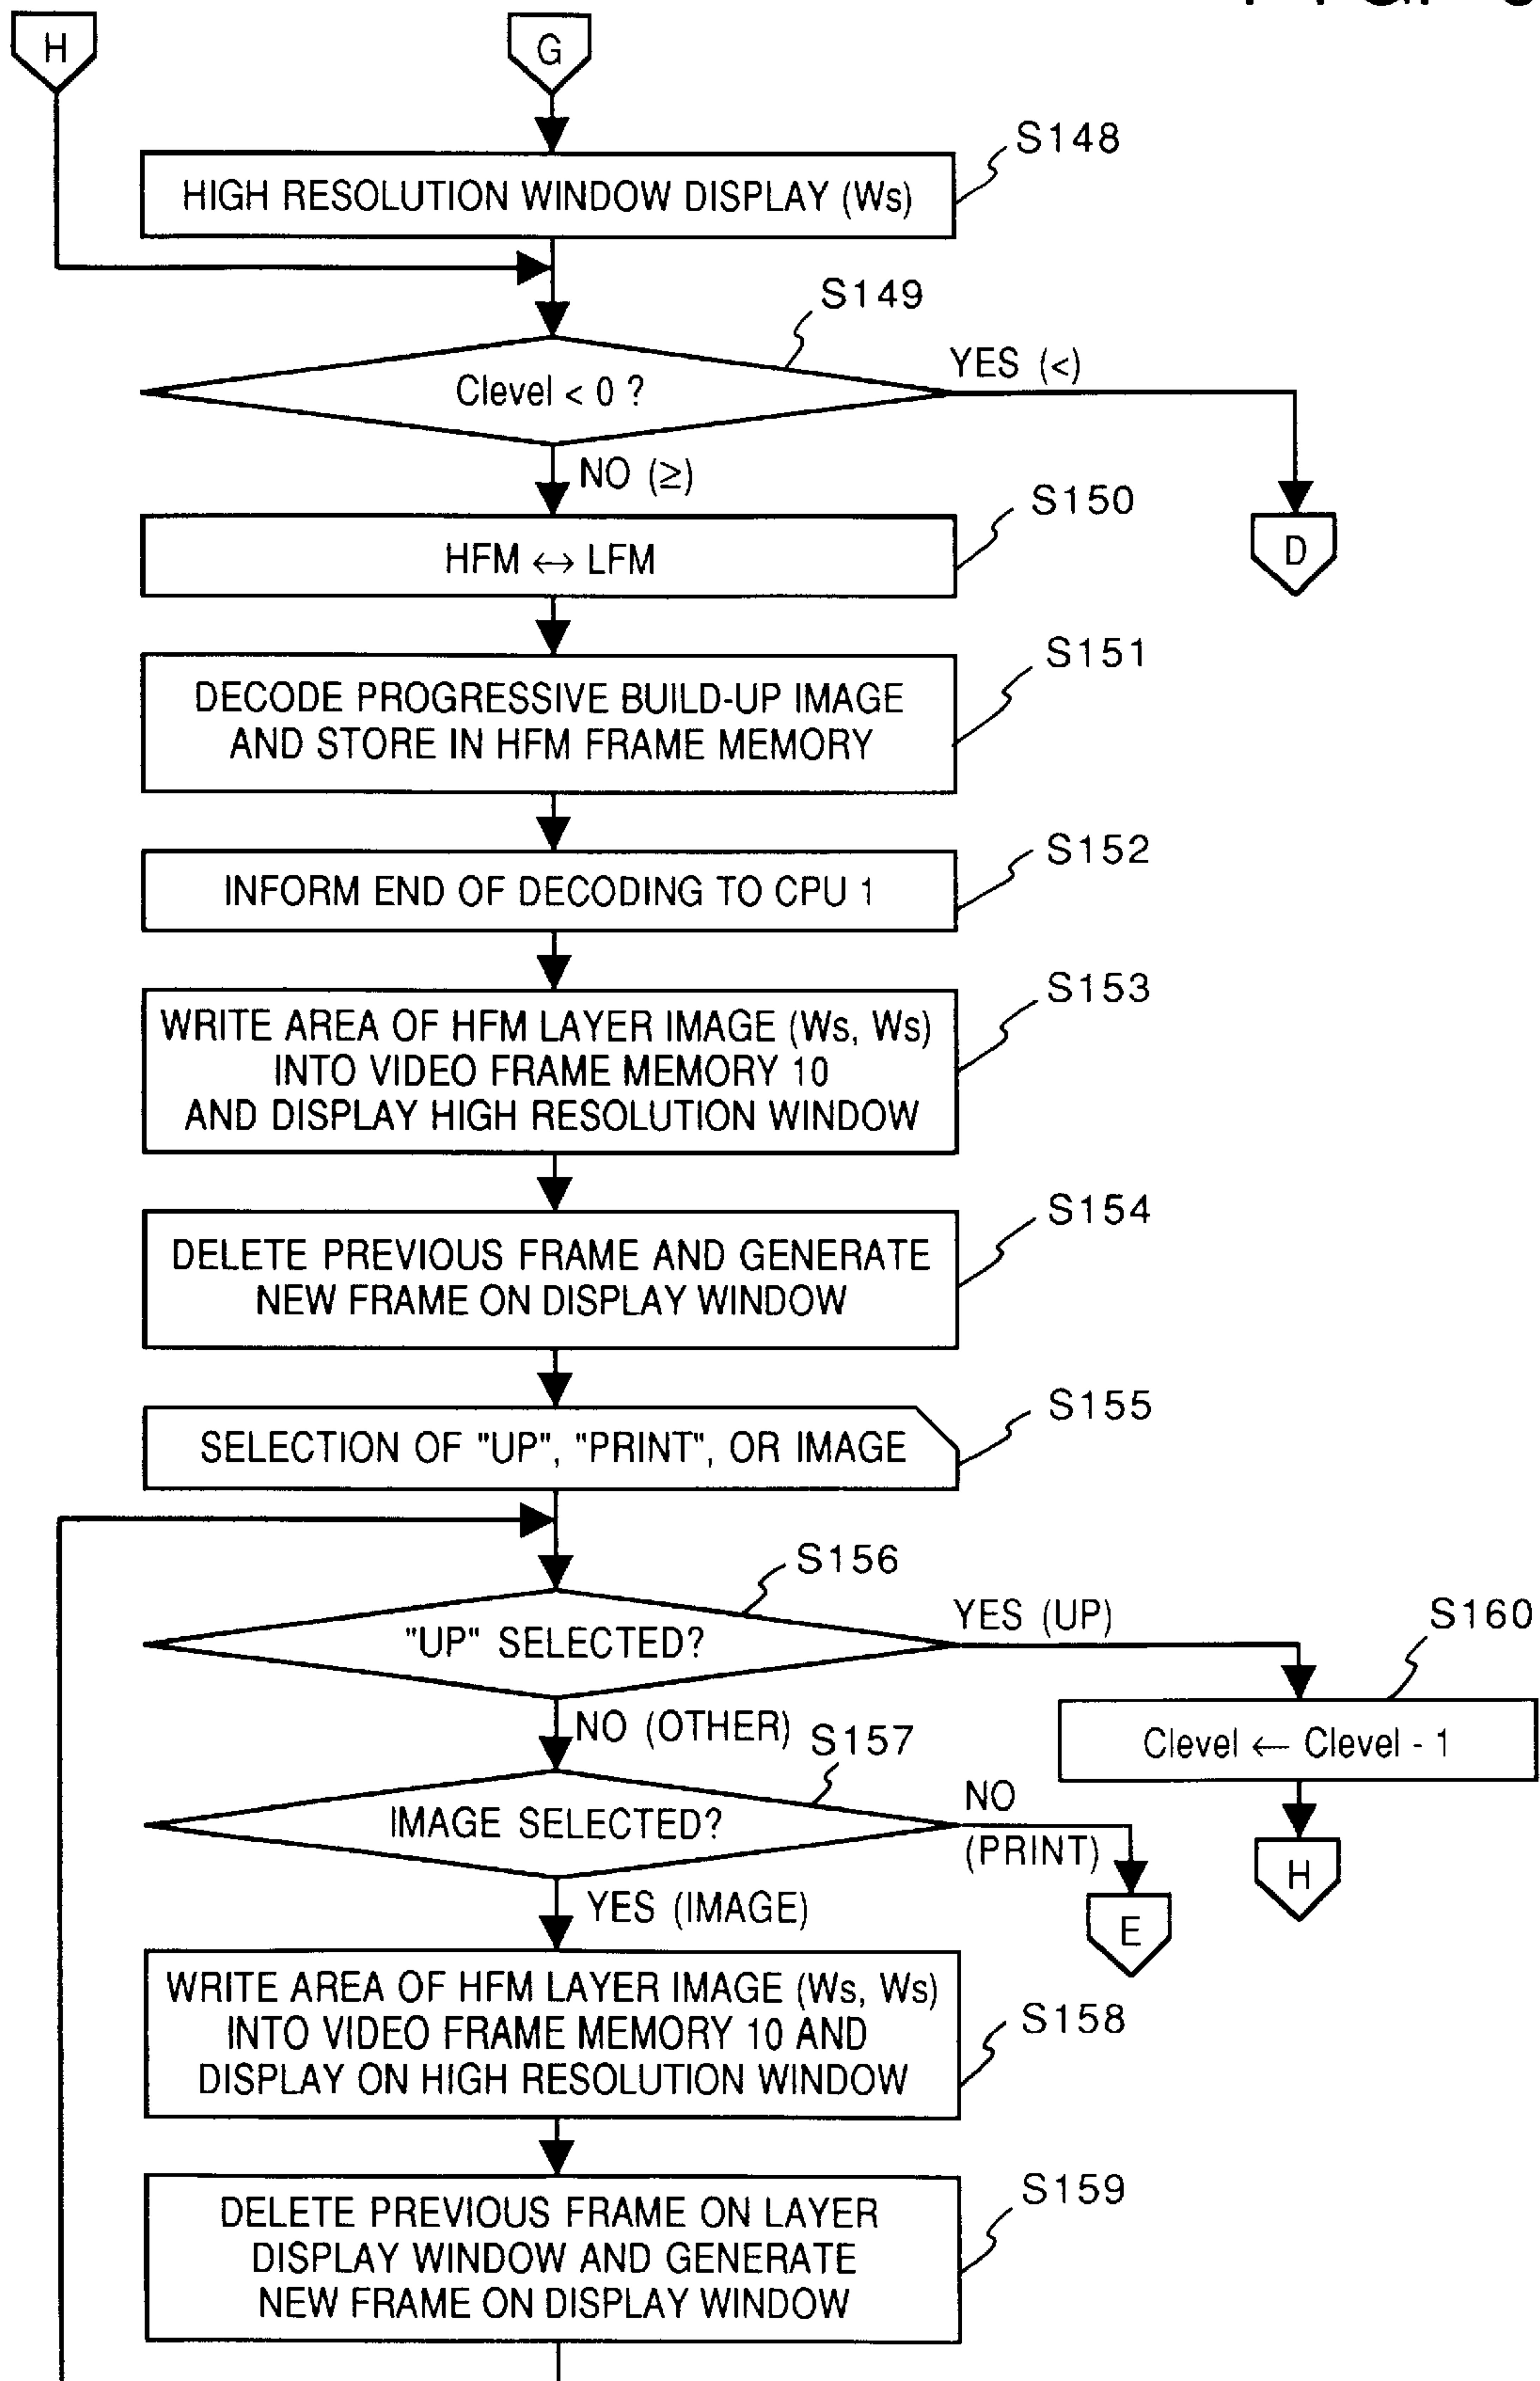 H
G
S148
HIGH RESOLUTION WINDOW DISPLAY (Ws)
S149
Clevel < 0 ?
YES (<)
NO (≥)
D
S150
HFM ↔ LFM
S151
DECODE PROGRESSIVE BUILD-UP IMAGE
AND STORE IN HFM FRAME MEMORY
S152
INFORM END OF DECODING TO CPU 1
S153
WRITE AREA OF HFM LAYER IMAGE (Ws, Ws)
INTO VIDEO FRAME MEMORY 10
AND DISPLAY HIGH RESOLUTION WINDOW
S154
DELETE PREVIOUS FRAME AND GENERATE
NEW FRAME ON DISPLAY WINDOW
S155
SELECTION OF "UP", "PRINT", OR IMAGE
S156
"UP" SELECTED?
YES (UP)
S160
Clevel ← Clevel - 1
H
NO (OTHER)
S157
IMAGE SELECTED?
NO
(PRINT)
E
YES (IMAGE)
WRITE AREA OF HFM LAYER IMAGE (Ws, Ws)
INTO VIDEO FRAME MEMORY 10 AND
DISPLAY ON HIGH RESOLUTION WINDOW
S158
S159
DELETE PREVIOUS FRAME ON LAYER
DISPLAY WINDOW AND GENERATE
NEW FRAME ON DISPLAY WINDOW